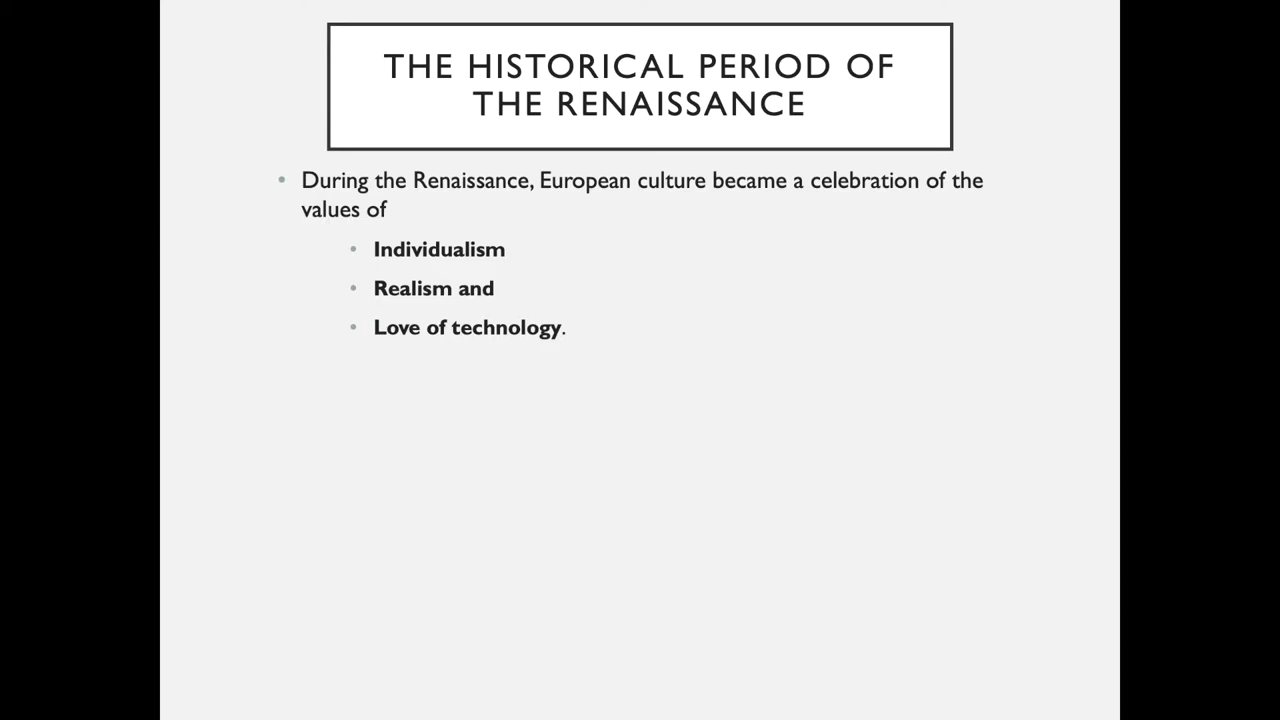 THE HISTORICAL PERIOD OF
THE RENAISSANCE
• During the Renaissance, European culture became a celebration of the
values of
• Individualism
• Realism and
• Love of technology.